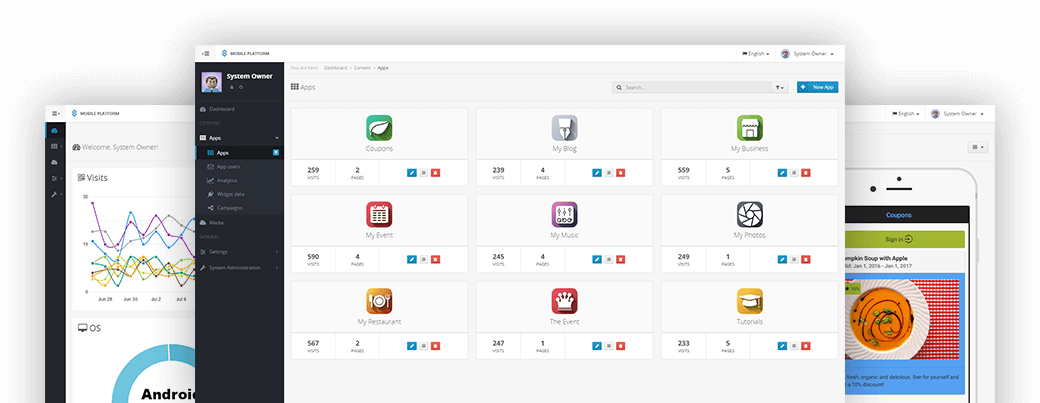 MOBILE PLATFORM
English
System Owner
System Owner
You are here: Dashboard > Content > Apps
Apps
Search...
New App
Dashboard
CONTENT
Apps
Apps
App users
Analytics
Widget data
Campaigns
Media
GENERAL
Settings
System Administration
Coupons
My Blog
My Business
259 2
VISITS PAGES
239 4
VISITS PAGES
559 5
VISITS PAGES
My Event
My Music
My Photos
590 4
VISITS PAGES
245 4
VISITS PAGES
249 1
VISITS PAGES
My Restaurant
The Event
Tutorials
567 2
VISITS PAGES
247 1
VISITS PAGES
233 5
VISITS PAGES
MOBILE PLATFORM
Welcome, System Owner!
Visits
30
15
0
Jun 28 Jun 30 Jul 2 Jul 4
OS
Android
English
System Owner
Coupons
Sign in
mpkin Soup with Apple
lid: Jan 1, 2016 - Jan 1, 2017
50%
fresh, organic and delicious. See for yourself and
a 10% discount!